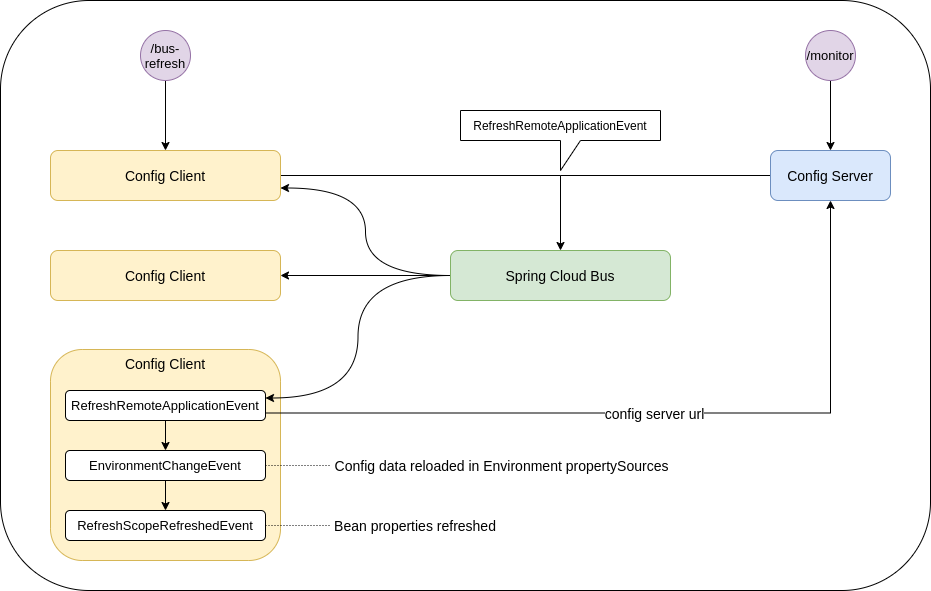 /bus-
refresh
/monitor
RefreshRemoteApplicationEvent
Config Client
Config Server
Config Client
Spring Cloud Bus
Config Client
RefreshRemoteApplicationEvent
config server url
EnvironmentChangeEvent
Config data reloaded in Environment propertySources
RefreshScopeRefreshedEvent
Bean properties refreshed